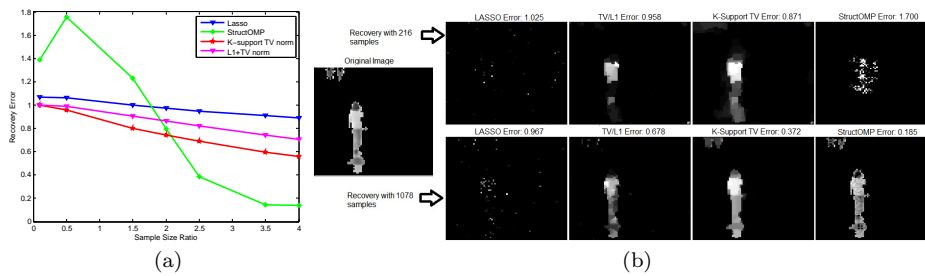 1.8
1.6
1.4
1.2
1
0.8
0.6
0.4
0.2
0
Recovery Error
0 0.5 1 1.5 2 2.5 3 3.5 4
Sample Size Ratio
Lasso
StructOMP
K−support TV norm
L1+TV norm
(a)
Recovery with 216
samples
Original Image
Recovery with 1078
samples
LASSO Error: 1.025
TV/L1 Error: 0.958
K-Support TV Error: 0.871
StructOMP Error: 1.700
LASSO Error: 0.967
TV/L1 Error: 0.678
K-Support TV Error: 0.372
StructOMP Error: 0.185
(b)